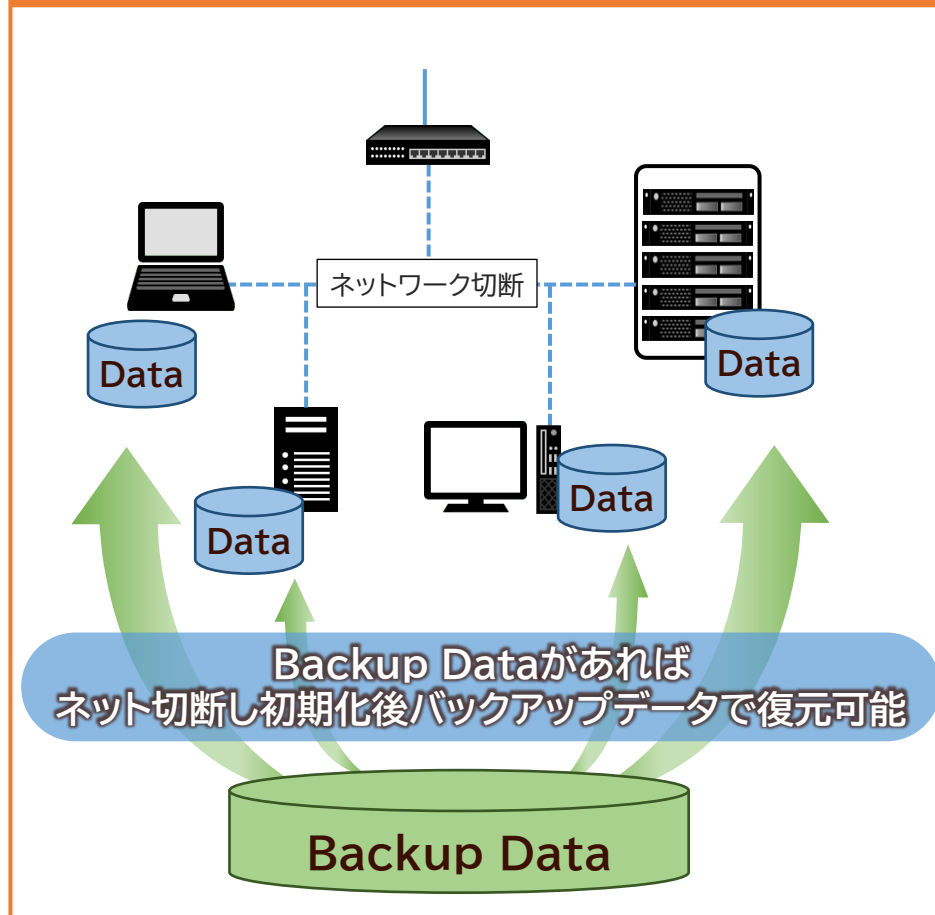 ネットワーク切断
Data
Data
Data
Data
Backup Dataがあれば
ネット切断し初期化後バックアップデータで復元可能
Backup Data